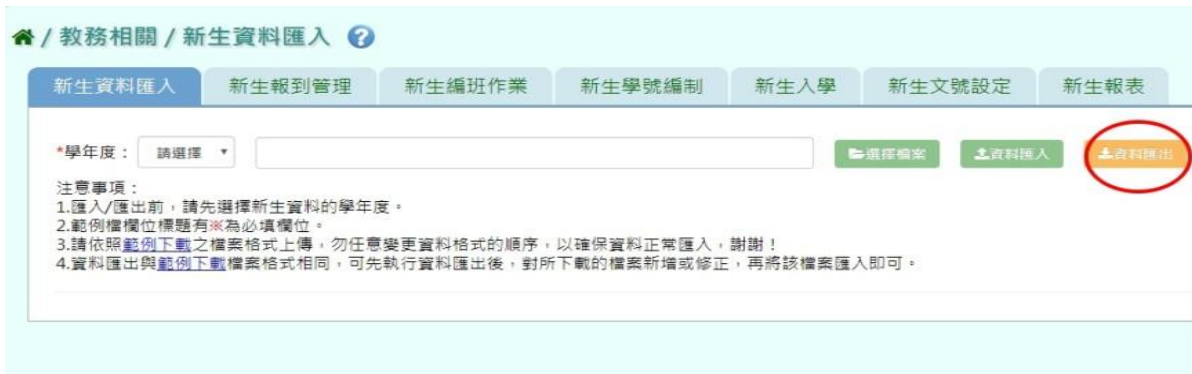 / 教務相關 / 新生資料匯入 ?
新生資料匯入 新生報到管理 新生編班作業 新生學號編制 新生入學 新生文號設定 新生報表
*學年度： 請選擇 選擇檔案 資料匯入 資料匯出
注意事項：
1.匯入/匯出前，請先選擇新生資料的學年度。
2.範例檔欄位標題有※為必填欄位。
3.請依照範例下載之檔案格式上傳，勿任意變更資料格式的順序，以確保資料正常匯入，謝謝！
4.資料匯出與範例下載檔案格式相同，可先執行資料匯出後，對所下載的檔案新增或修正，再將該檔案匯入即可。